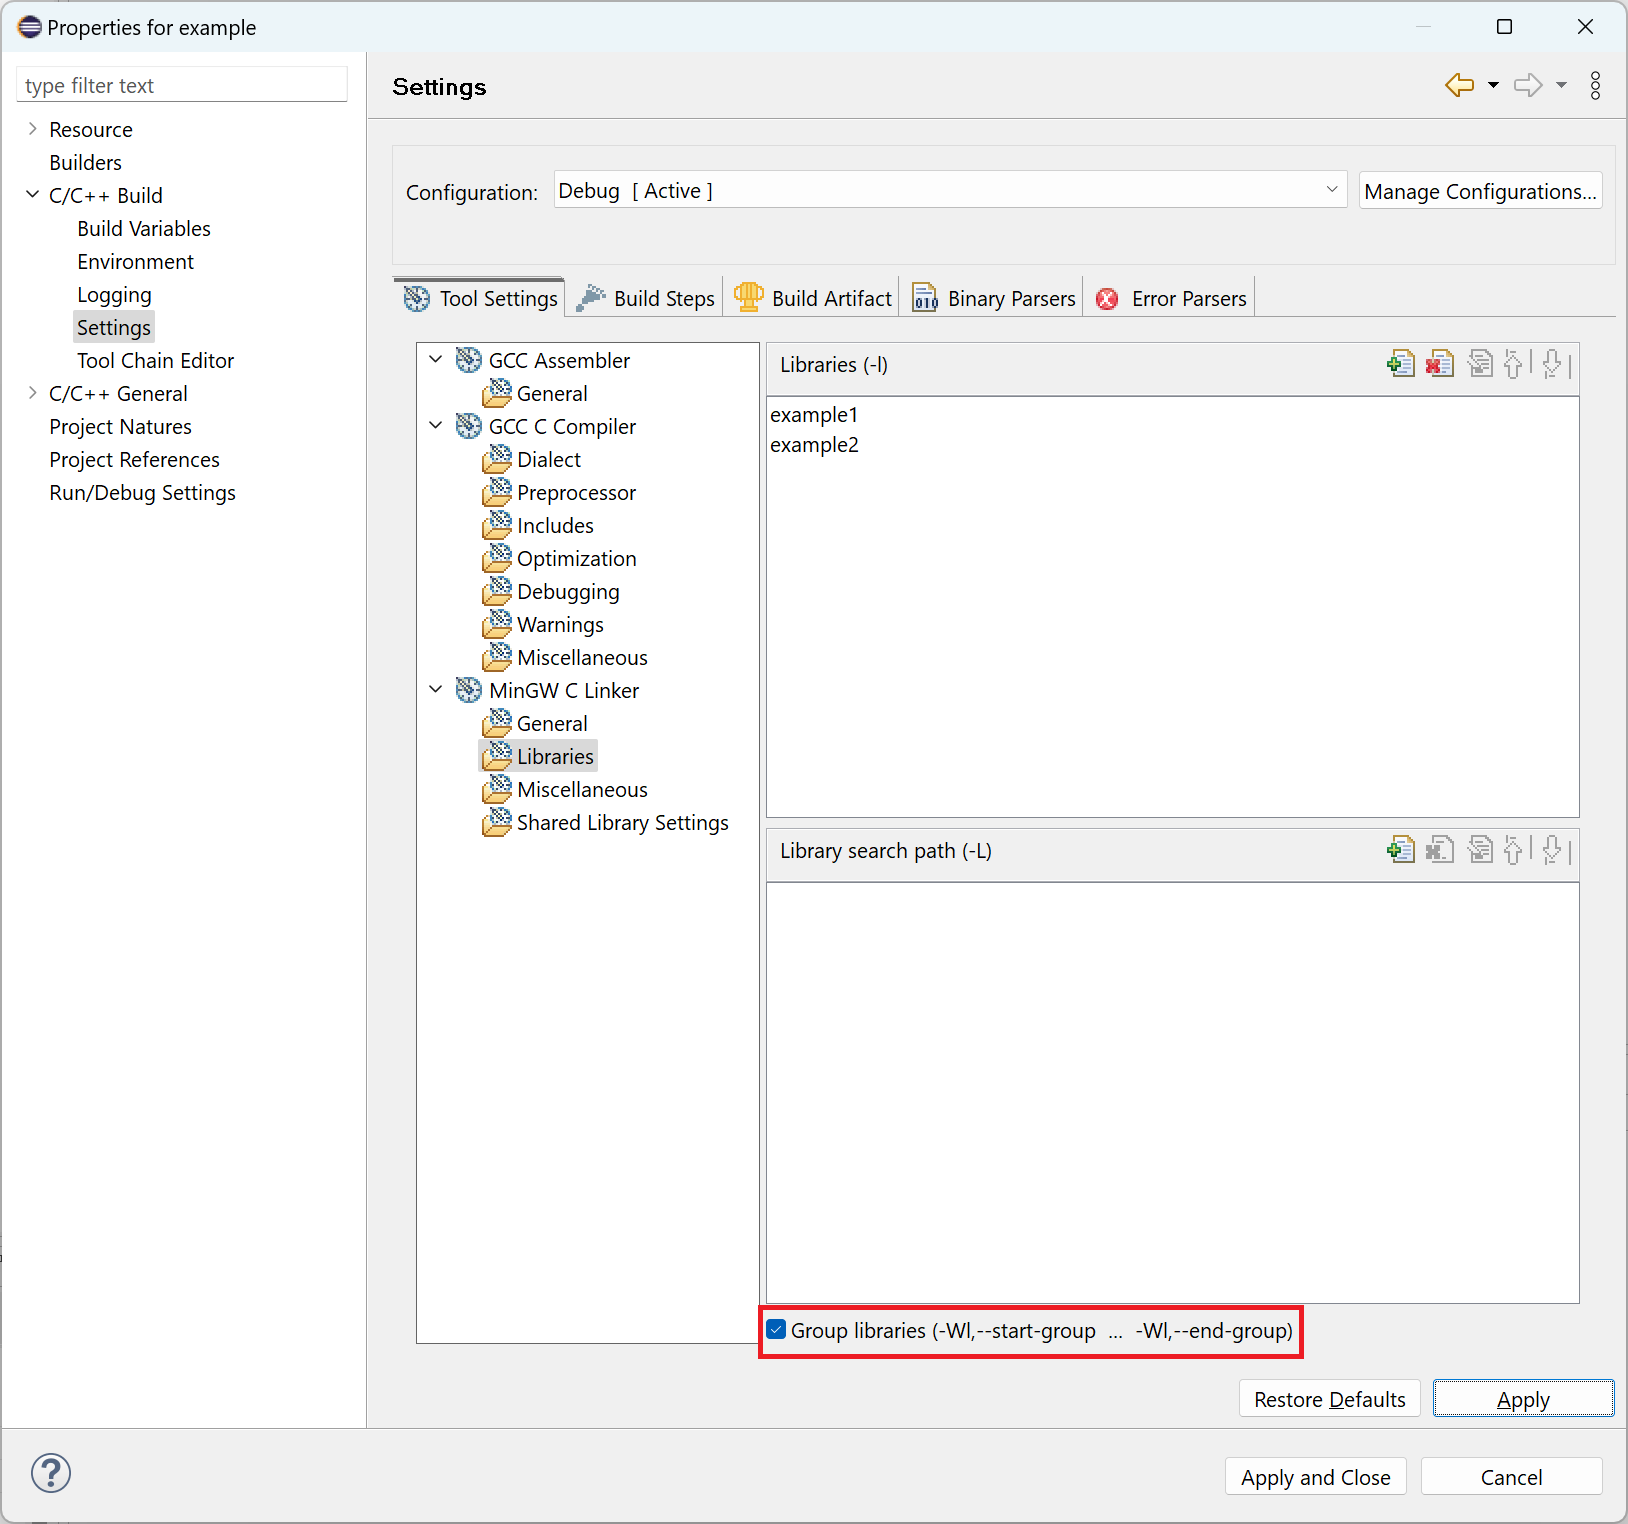 Properties for example
type filter text
Resource
Builders
C/C++ Build
Build Variables
Environment
Logging
Settings
Tool Chain Editor
C/C++ General
Project Natures
Project References
Run/Debug Settings
Settings
Configuration: Debug [ Active ] Manage Configurations...
Tool Settings Build Steps Build Artifact Binary Parsers Error Parsers
GCC Assembler
General
GCC C Compiler
Dialect
Preprocessor
Includes
Optimization
Debugging
Warnings
Miscellaneous
MinGW C Linker
General
Libraries
Miscellaneous
Shared Library Settings
Libraries (-l)
example1
example2
Library search path (-L)
Group libraries (-Wl,--start-group ... -Wl,--end-group)
Restore Defaults Apply
Apply and Close Cancel